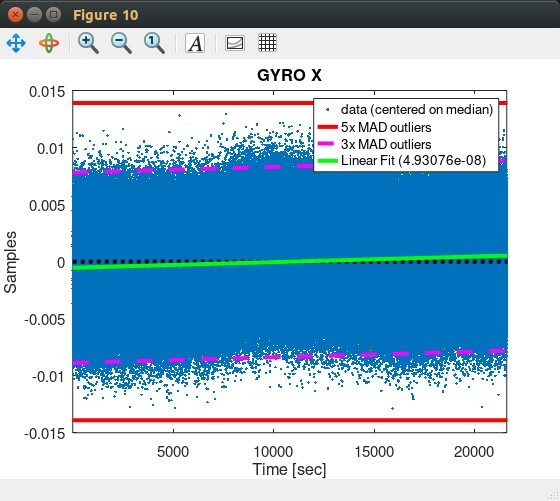 Figure 10
A
GYRO X
0.015
0.01
0.005
0
-0.005
-0.01
-0.015
Samples
data (centered on median)
5x MAD outliers
3x MAD outliers
Linear Fit (4.93076e-08)
5000
10000
15000
20000
Time [sec]